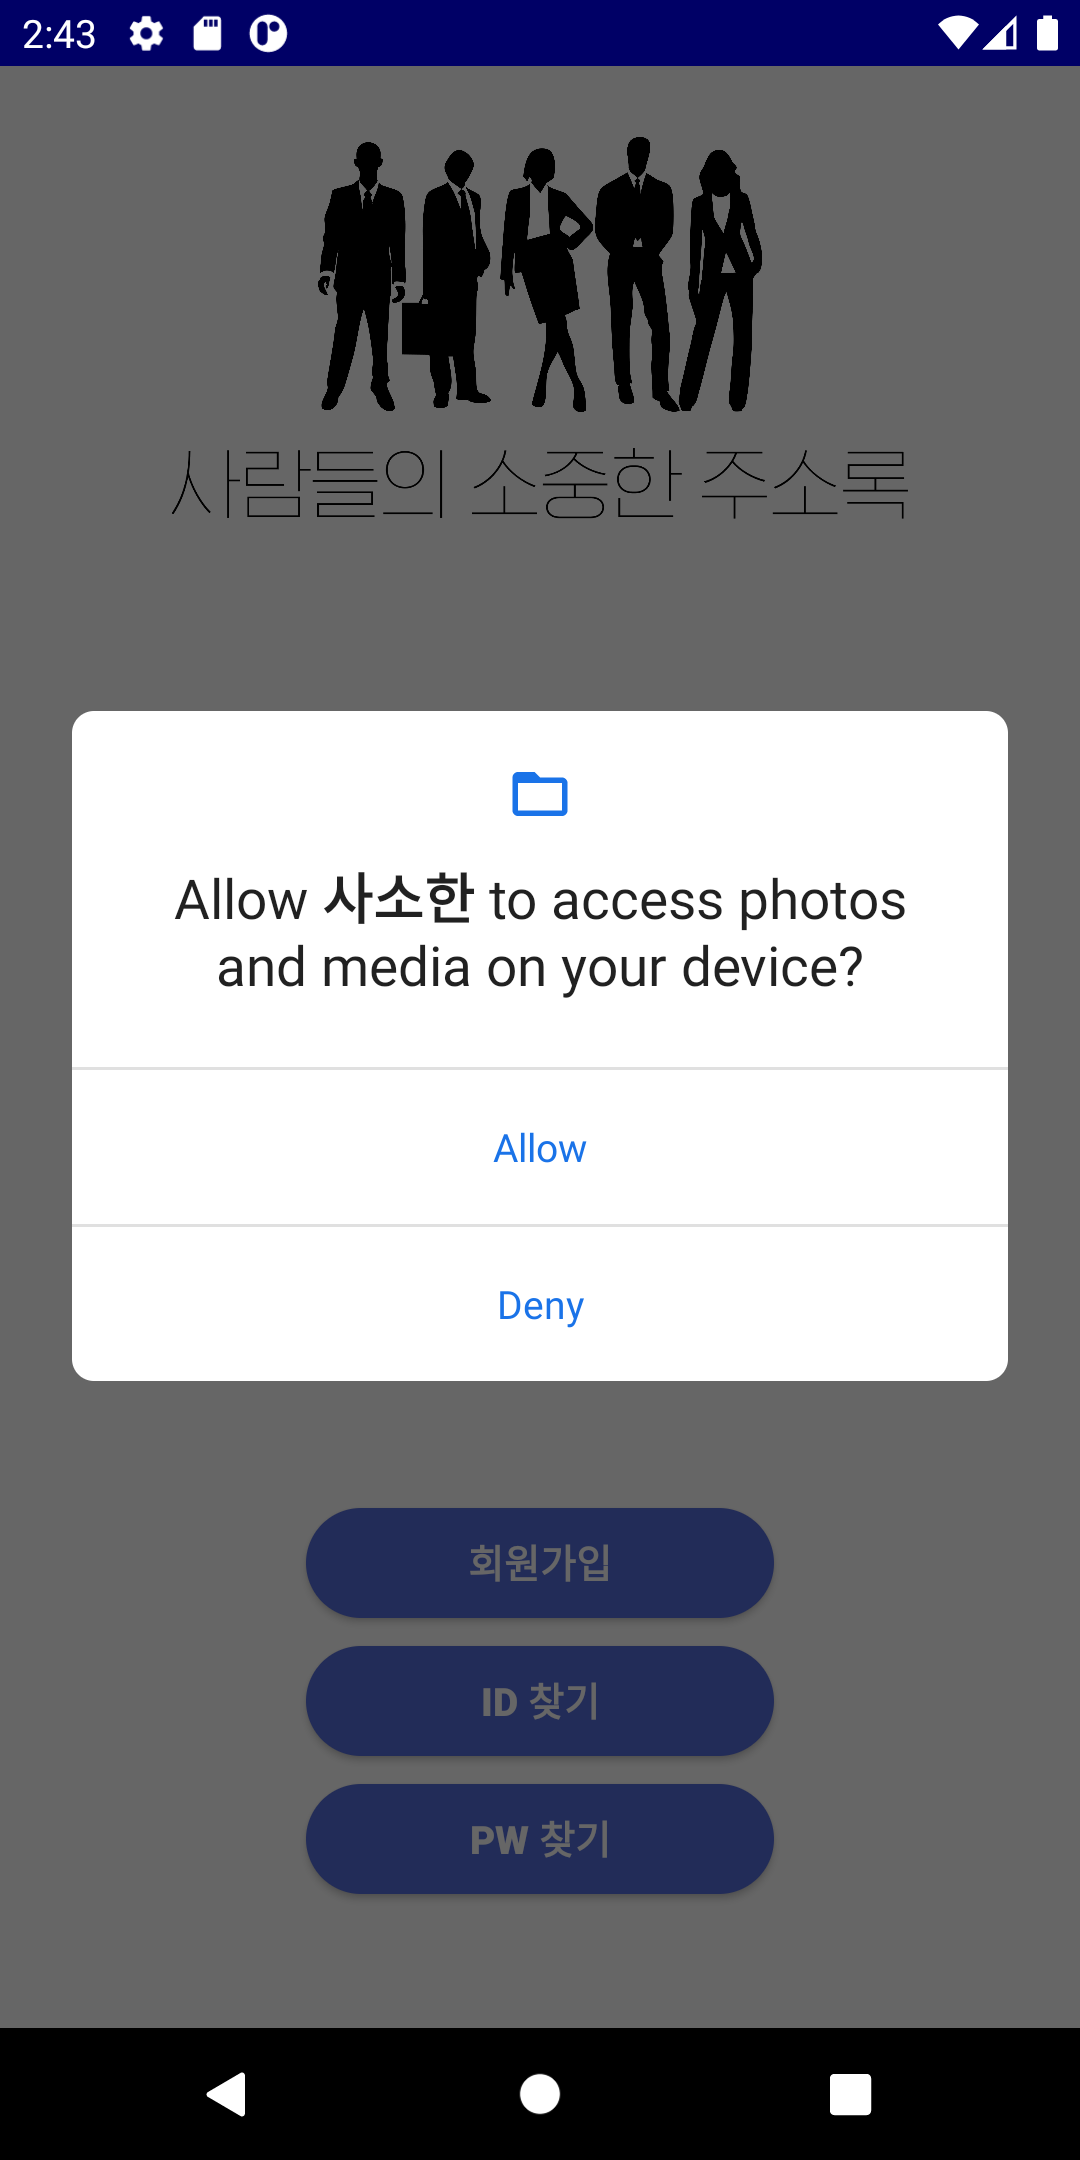 2:43
사람들의 소중한 주소록
Allow 사소한 to access photos
and media on your device?
Allow
Deny
회원가입
ID 찾기
PW 찾기